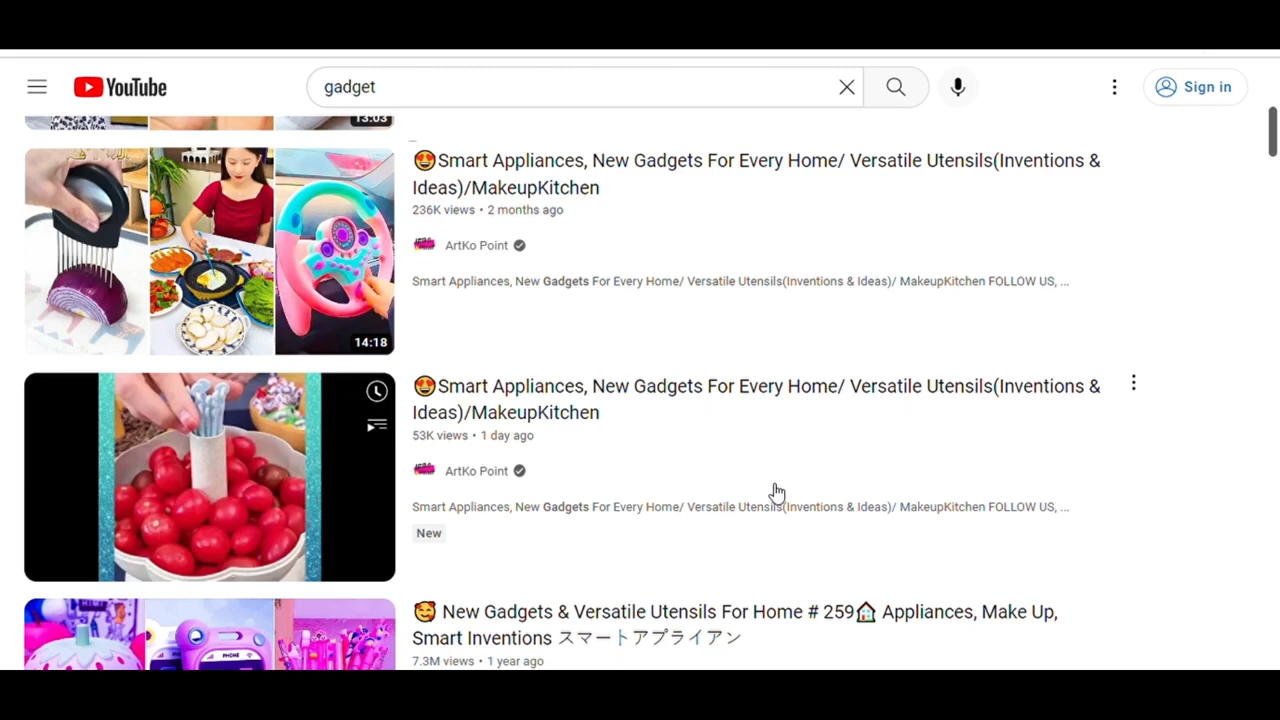 YouTube
gadget
Sign in
13:03
😍Smart Appliances, New Gadgets For Every Home/ Versatile Utensils(Inventions &
Ideas)/MakeupKitchen
236K views • 2 months ago
ArtKo Point
Smart Appliances, New Gadgets For Every Home/ Versatile Utensils(Inventions & Ideas)/ MakeupKitchen FOLLOW US, ...
14:18
😍Smart Appliances, New Gadgets For Every Home/ Versatile Utensils(Inventions &
Ideas)/MakeupKitchen
53K views • 1 day ago
ArtKo Point
Smart Appliances, New Gadgets For Every Home/ Versatile Utensils(Inventions & Ideas)/ MakeupKitchen FOLLOW US, ...
New
🥰 New Gadgets & Versatile Utensils For Home # 259🏠 Appliances, Make Up,
Smart Inventions スマートアプライアン
7.3M views • 1 year ago
PHONE